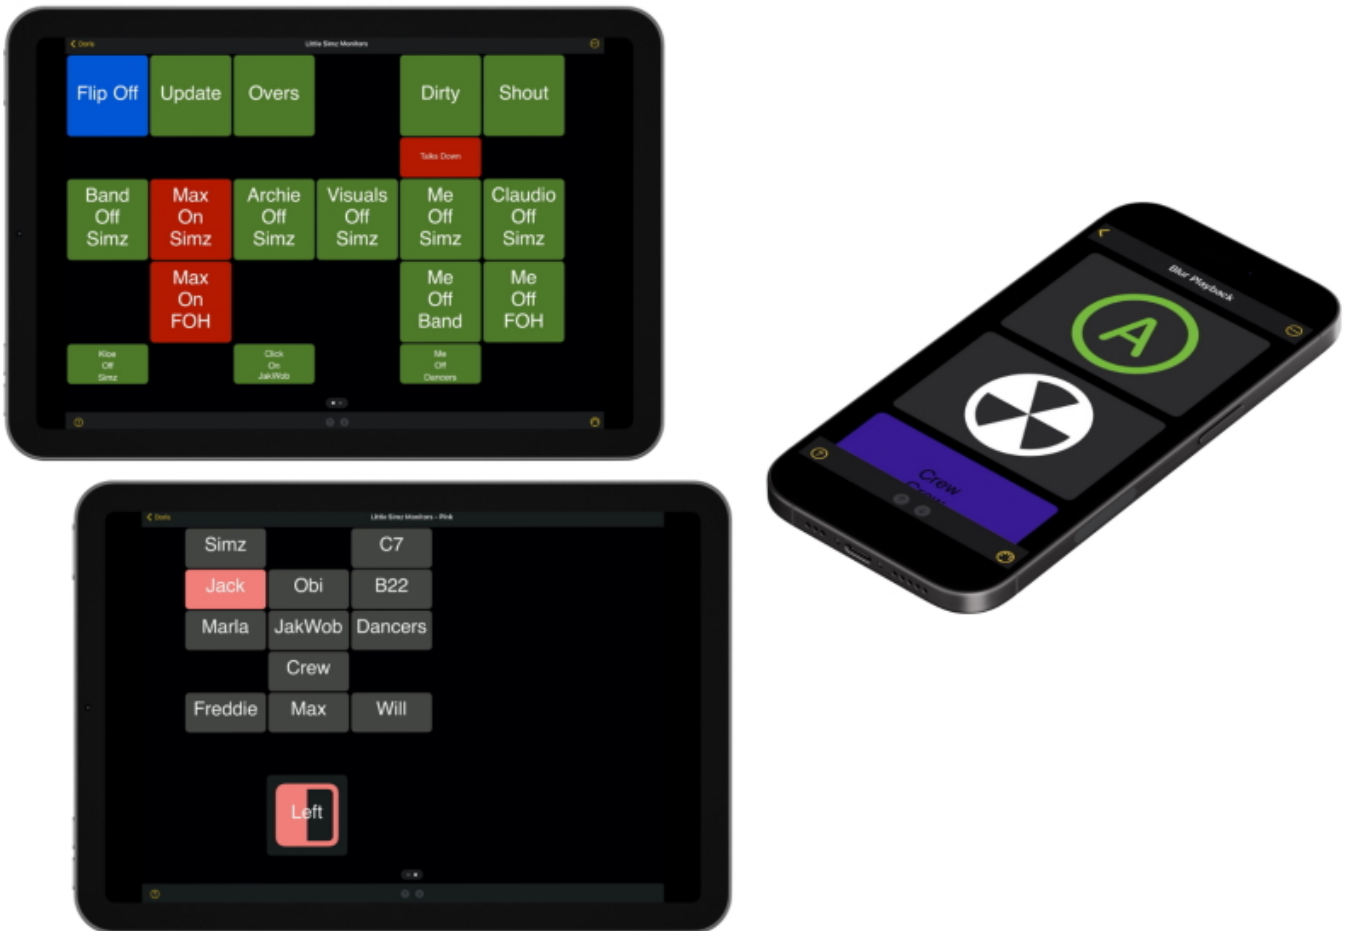 Doris
Little Simz Monitors
Flip Off
Update
Overs
Dirty
Shout
Talks Down
Band
Off
Simz
Max
On
Simz
Archie
Off
Simz
Visuals
Off
Simz
Me
Off
Simz
Claudio
Off
Simz
Max
On
FOH
Me
Off
Band
Me
Off
FOH
Kloe
Off
Simz
Click
On
JakWob
Me
Off
Dancers
Doris
Little Simz Monitors - Pink
Simz
C7
Jack
Obi
B22
Marla
JakWob
Dancers
Crew
Freddie
Max
Will
Left
Blur Playback
A
Crew
Crew